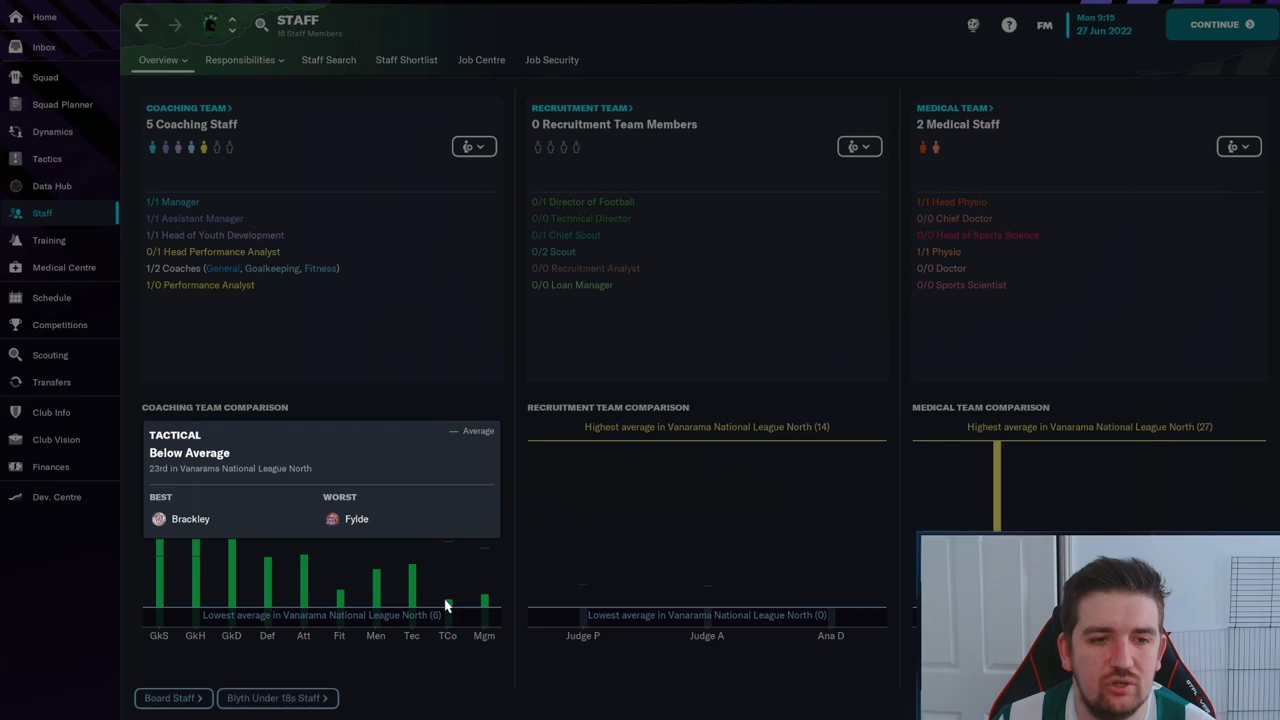 Home
Inbox
Squad
Squad Planner
Dynamics
Tactics
Data Hub
Staff
Training
Medical Centre
Schedule
Competitions
Scouting
Transfers
Club Info
Club Vision
Finances
Dev. Centre
STAFF
16 Staff Members
?
FM
Mon 9:15
27 Jun 2022
CONTINUE
Overview
Responsibilities
Staff Search
Staff Shortlist
Job Centre
Job Security
COACHING TEAM
5 Coaching Staff
1/1 Manager
1/1 Assistant Manager
1/1 Head of Youth Development
0/1 Head Performance Analyst
1/2 Coaches (General, Goalkeeping, Fitness)
1/0 Performance Analyst
RECRUITMENT TEAM
0 Recruitment Team Members
0/1 Director of Football
0/0 Technical Director
0/1 Chief Scout
0/2 Scout
0/0 Recruitment Analyst
0/0 Loan Manager
MEDICAL TEAM
2 Medical Staff
1/1 Head Physio
0/0 Chief Doctor
0/0 Head of Sports Science
1/1 Physio
0/0 Doctor
0/0 Sports Scientist
COACHING TEAM COMPARISON
TACTICAL
Average
Below Average
23rd in Vanarama National League North
BEST
WORST
Brackley
Fylde
Lowest average in Vanarama National League North (6)
GkS GkH GkD Def Att Fit Men Tec TCo Mgm
RECRUITMENT TEAM COMPARISON
Highest average in Vanarama National League North (14)
Lowest average in Vanarama National League North (0)
Judge P Judge A Ana D
MEDICAL TEAM COMPARISON
Highest average in Vanarama National League North (27)
Board Staff
Blyth Under 18s Staff